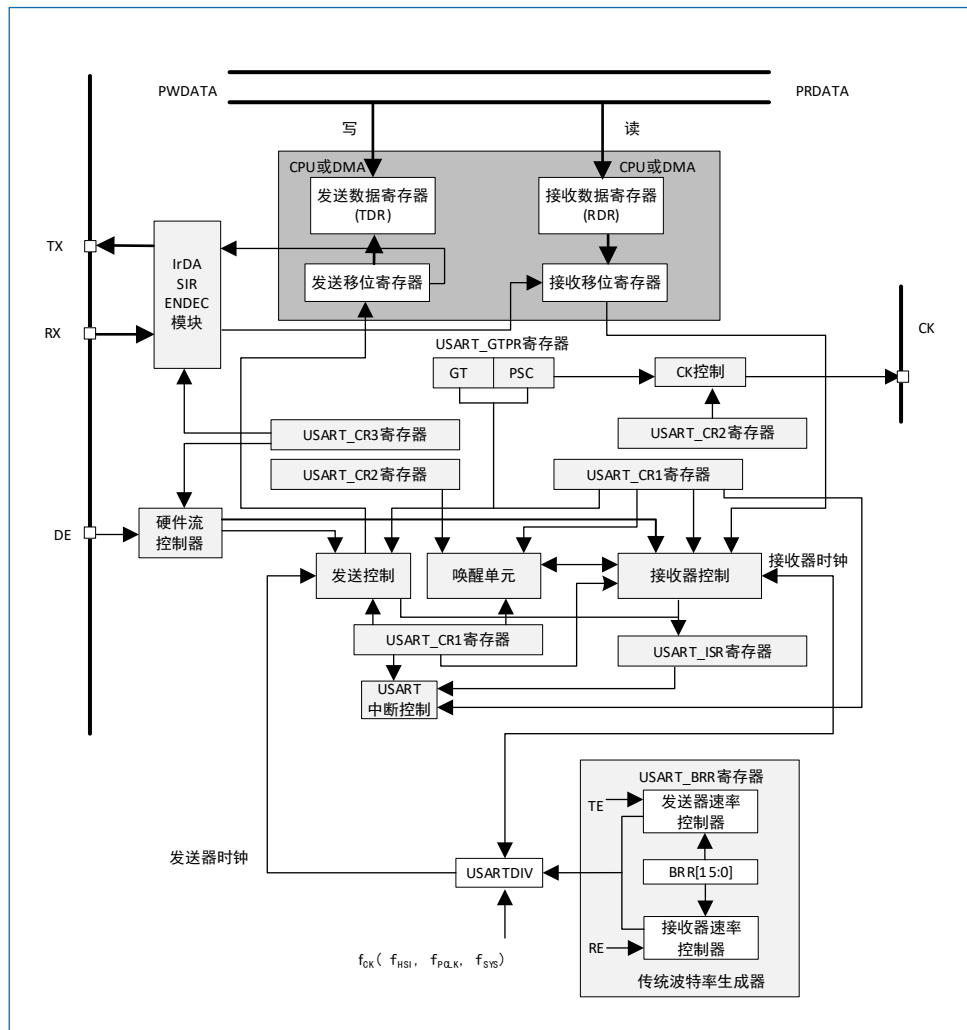 PWDATA
PRDATA
写
读
CPU或DMA
CPU或DMA
发送数据寄存器
(TDR)
接收数据寄存器
(RDR)
TX
IrDA
SIR
ENDEC
模块
发送移位寄存器
接收移位寄存器
RX
CK
USART_GTPR寄存器
GT
PSC
CK控制
USART_CR3寄存器
USART_CR2寄存器
USART_CR2寄存器
USART_CR1寄存器
DE
硬件流
控制器
发送控制
唤醒单元
接收器控制
接收器时钟
USART_CR1寄存器
USART_ISR寄存器
USART
中断控制
USART_BRR寄存器
TE
发送器速率
控制器
发送器时钟
USARTDIV
BRR[15:0]
接收器速率
控制器
RE
fCK( fHSI, fPCLK, fSYS)
传统波特率生成器